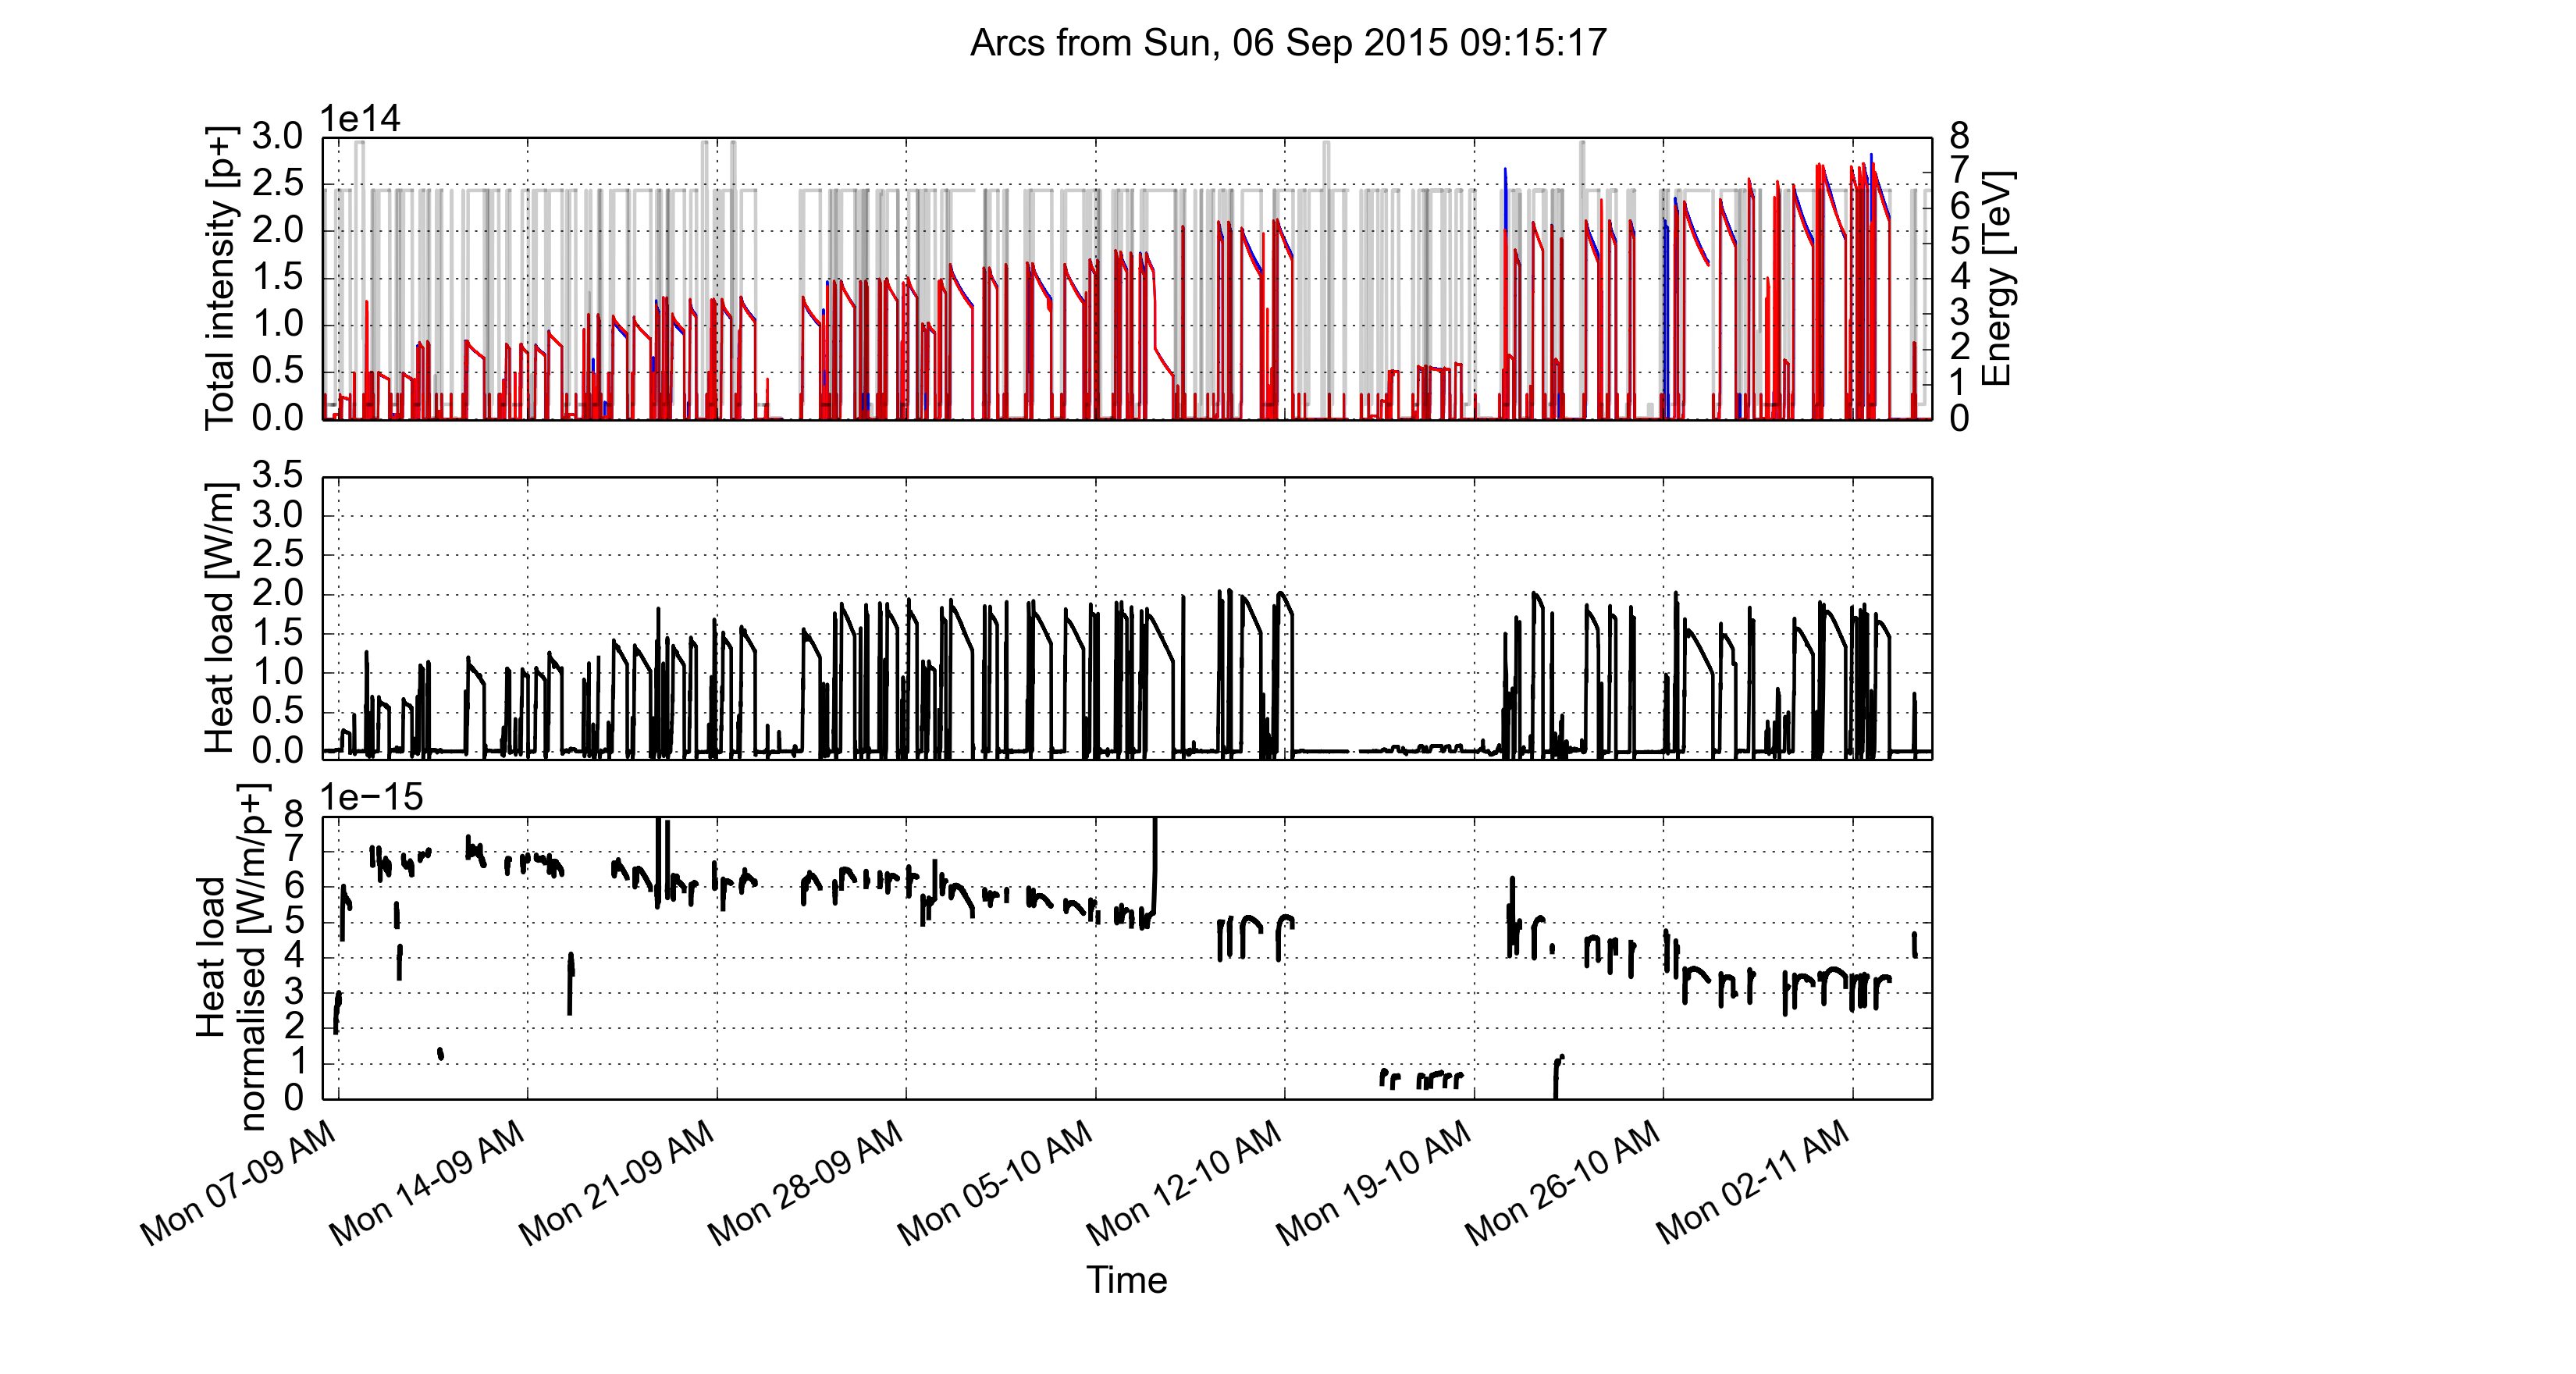 Arcs from Sun, 06 Sep 2015 09:15:17
1e14
Total intensity [p+]
3.0
2.5
2.0
1.5
1.0
0.5
0.0
8
7
6
5
4
3
2
1
0
Energy [TeV]
Heat load [W/m]
3.5
3.0
2.5
2.0
1.5
1.0
0.5
0.0
1e−15
Heat load
normalised [W/m/p+]
8
7
6
5
4
3
2
1
0
Mon 07-09 AM
Mon 14-09 AM
Mon 21-09 AM
Mon 28-09 AM
Mon 05-10 AM
Mon 12-10 AM
Mon 19-10 AM
Mon 26-10 AM
Mon 02-11 AM
Time